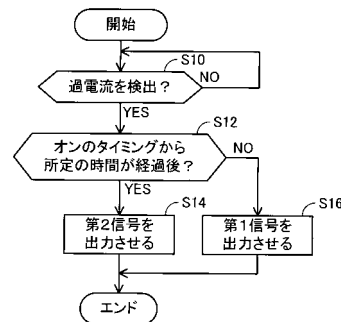 開始
S10
過電流を検出？
NO
YES
S12
オンのタイミングから
所定の時間が経過後？
NO
YES
S14
第2信号を
出力させる
S16
第1信号を
出力させる
エンド